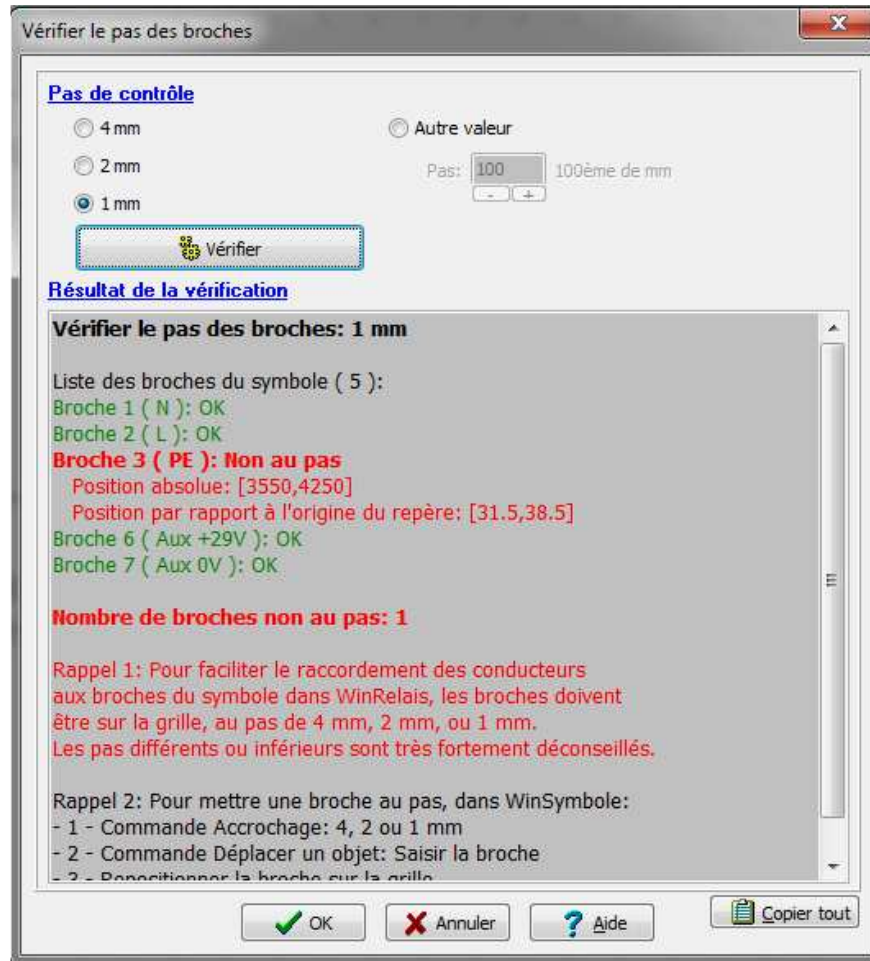 Vérifier le pas des broches
Pas de contrôle
4 mm
Autre valeur
2 mm
Pas: 100 100ème de mm
- +
1 mm
Vérifier
Résultat de la vérification
Vérifier le pas des broches: 1 mm
Liste des broches du symbole ( 5 ):
Broche 1 ( N ): OK
Broche 2 ( L ): OK
Broche 3 ( PE ): Non au pas
Position absolue: [3550,4250]
Position par rapport à l'origine du repère: [31.5,38.5]
Broche 6 ( Aux +29V ): OK
Broche 7 ( Aux 0V ): OK
Nombre de broches non au pas: 1
Rappel 1: Pour faciliter le raccordement des conducteurs
aux broches du symbole dans WinRelais, les broches doivent
être sur la grille, au pas de 4 mm, 2 mm, ou 1 mm.
Les pas différents ou inférieurs sont très fortement déconseillés.
Rappel 2: Pour mettre une broche au pas, dans WinSymbole:
- 1 - Commande Accrochage: 4, 2 ou 1 mm
- 2 - Commande Déplacer un objet: Saisir la broche
- 3 - Repositionner la broche sur la grille
OK
Annuler
? Aide
Copier tout